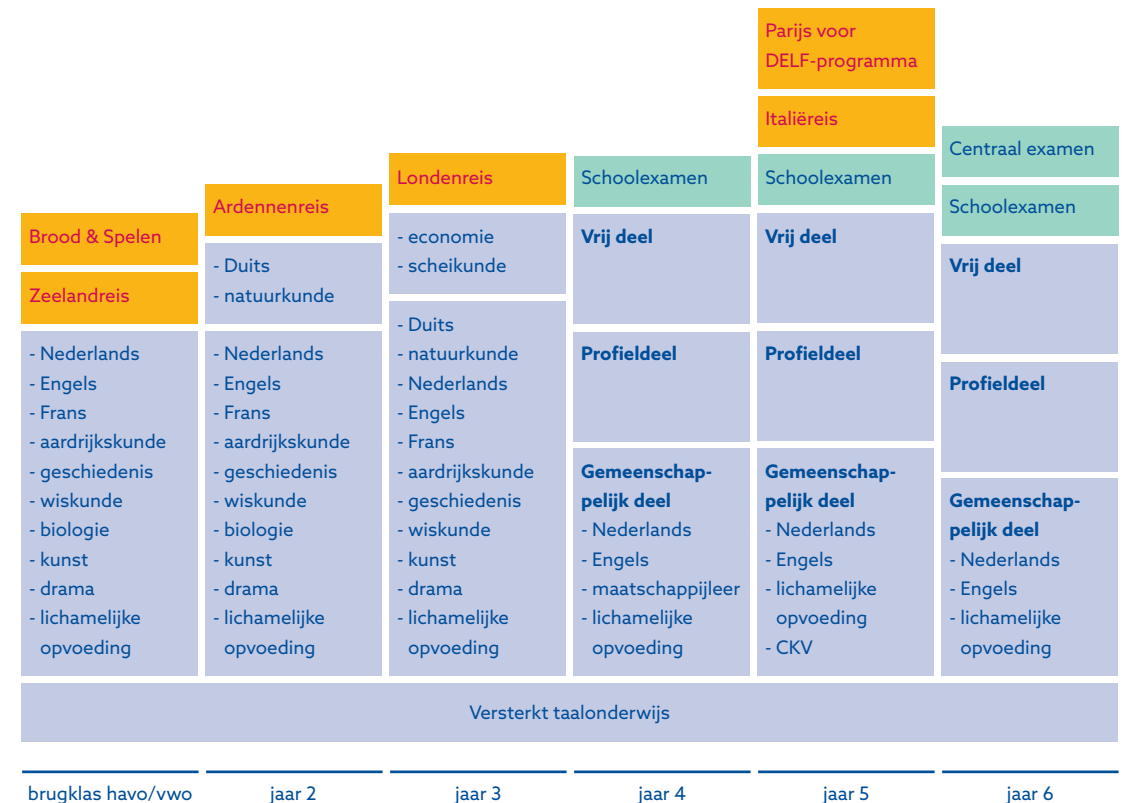 Brood & Spelen
Zeelandreis
- Nederlands
- Engels
- Frans
- aardrijkskunde
- geschiedenis
- wiskunde
- biologie
- kunst
- drama
- lichamelijke
opvoeding
Ardennenreis
- Duits
- natuurkunde
- Nederlands
- Engels
- Frans
- aardrijkskunde
- geschiedenis
- wiskunde
- biologie
- kunst
- drama
- lichamelijke
opvoeding
Londenreis
- economie
- scheikunde
- Duits
- natuurkunde
- Nederlands
- Engels
- Frans
- aardrijkskunde
- geschiedenis
- wiskunde
- kunst
- drama
- lichamelijke
opvoeding
Schoolexamen
Vrij deel
Profieldeel
Gemeenschap-
pelijk deel
- Nederlands
- Engels
- maatschappijleer
- lichamelijke
opvoeding
Parijs voor
DELF-programma
Italiëreis
Schoolexamen
Vrij deel
Profieldeel
Gemeenschap-
pelijk deel
- Nederlands
- Engels
- lichamelijke
opvoeding
- CKV
Centraal examen
Schoolexamen
Vrij deel
Profieldeel
Gemeenschap-
pelijk deel
- Nederlands
- Engels
- lichamelijke
opvoeding
Versterkt taalonderwijs
brugklas havo/vwo
jaar 2
jaar 3
jaar 4
jaar 5
jaar 6